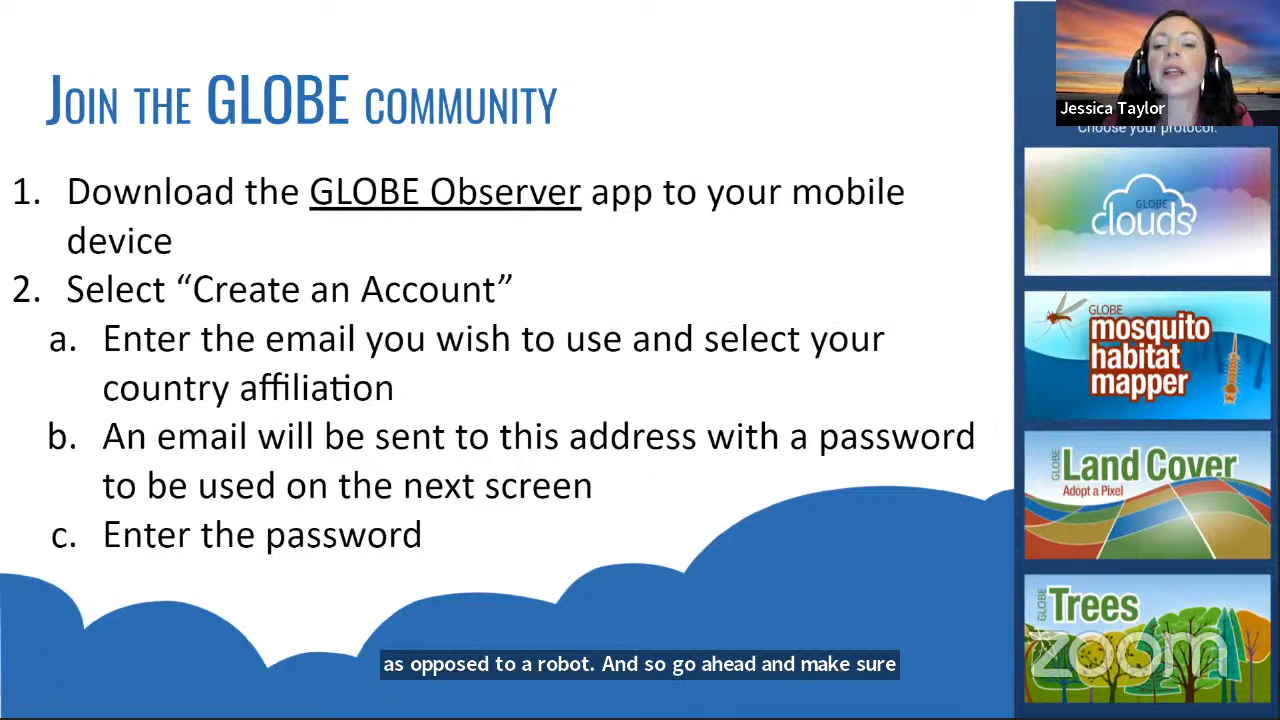 JOIN THE GLOBE COMMUNITY
1. Download the GLOBE Observer app to your mobile
device
2. Select “Create an Account”
a. Enter the email you wish to use and select your
country affiliation
b. An email will be sent to this address with a password
to be used on the next screen
c. Enter the password
as opposed to a robot. And so go ahead and make sure
Jessica Taylor
Choose your protocol.
GLOBE
clouds
GLOBE
mosquito
habitat
mapper
GLOBE
Land Cover
Adopt a Pixel
GLOBE
Trees
zoom